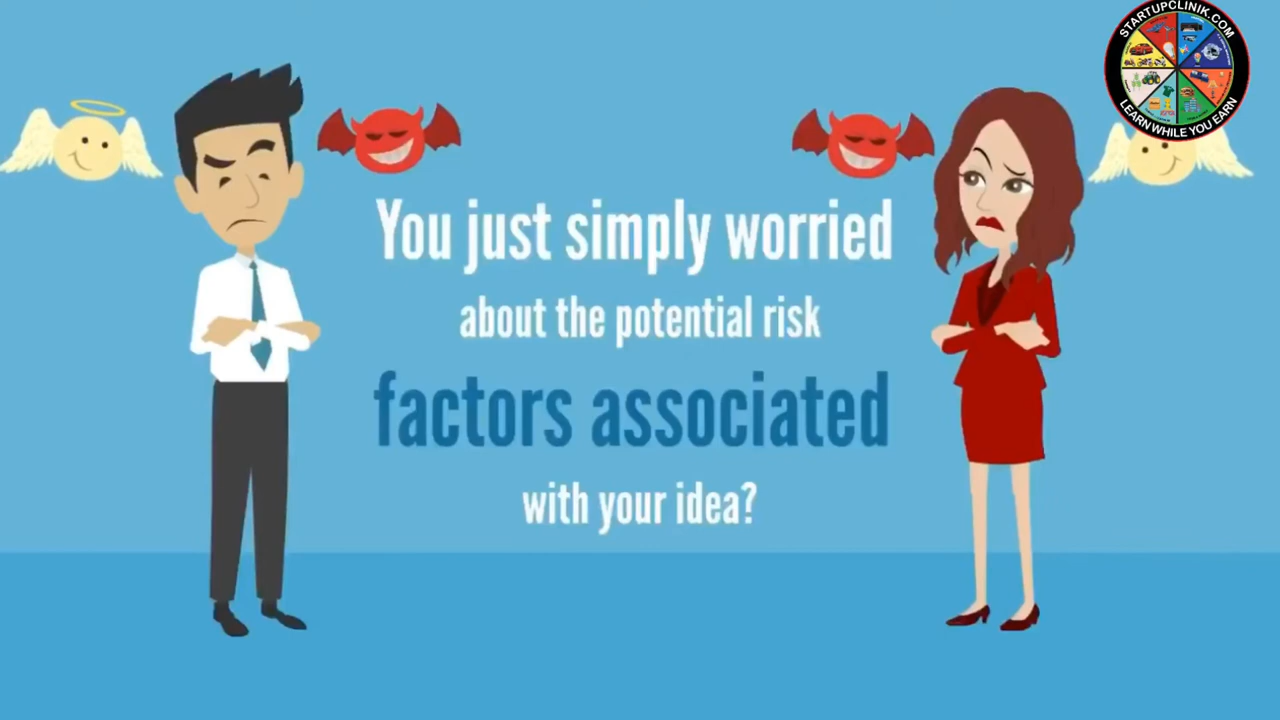 STARTUPCLINIK.COM
LEARN WHILE YOU EARN
You just simply worried
about the potential risk
factors associated
with your idea?